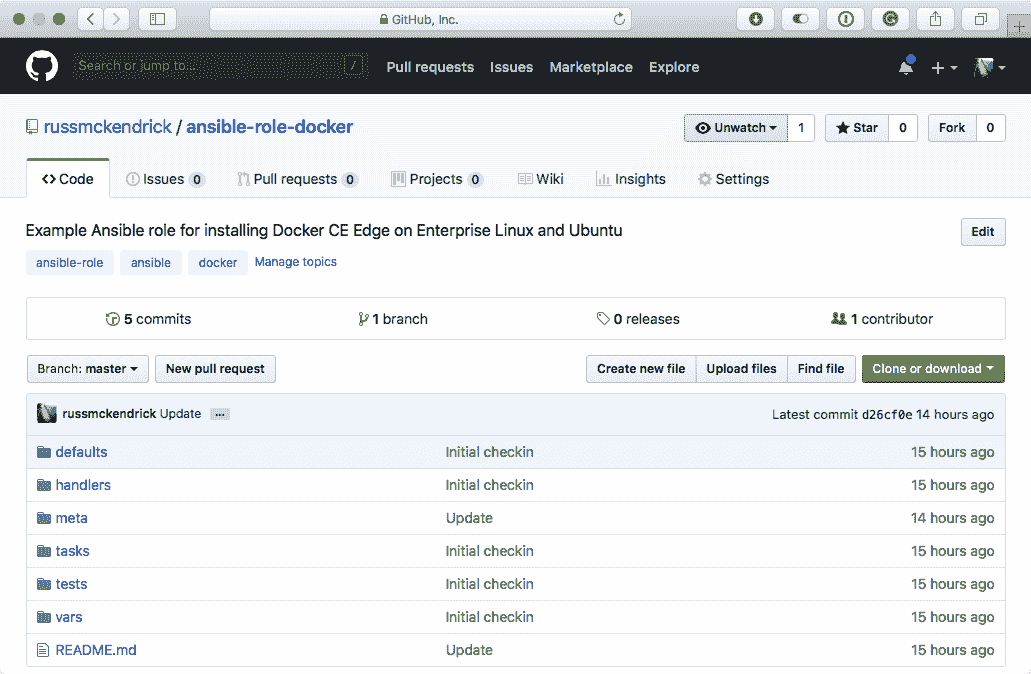 GitHub, Inc.
Search or jump to... /
Pull requests Issues Marketplace Explore
russmckendrick / ansible-role-docker
Unwatch 1 Star 0 Fork 0
Code Issues 0 Pull requests 0 Projects 0 Wiki Insights Settings
Example Ansible role for installing Docker CE Edge on Enterprise Linux and Ubuntu
Edit
ansible-role ansible docker Manage topics
5 commits 1 branch 0 releases 1 contributor
Branch: master New pull request Create new file Upload files Find file Clone or download
russmckendrick Update ... Latest commit d26cf0e 14 hours ago
defaults Initial checkin 15 hours ago
handlers Initial checkin 15 hours ago
meta Update 14 hours ago
tasks Initial checkin 15 hours ago
tests Initial checkin 15 hours ago
vars Initial checkin 15 hours ago
README.md Update 15 hours ago